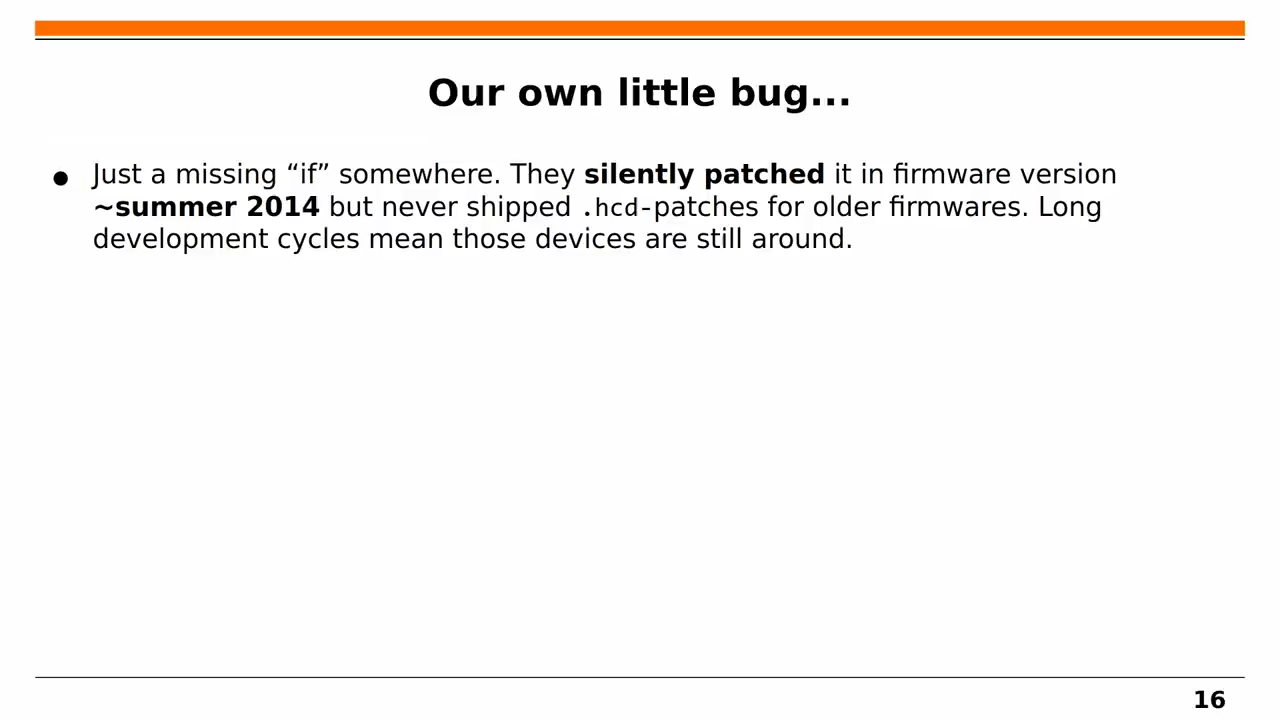 Our own little bug...
● Just a missing “if” somewhere. They silently patched it in firmware version
~summer 2014 but never shipped .hcd-patches for older firmwares. Long
development cycles mean those devices are still around.
16